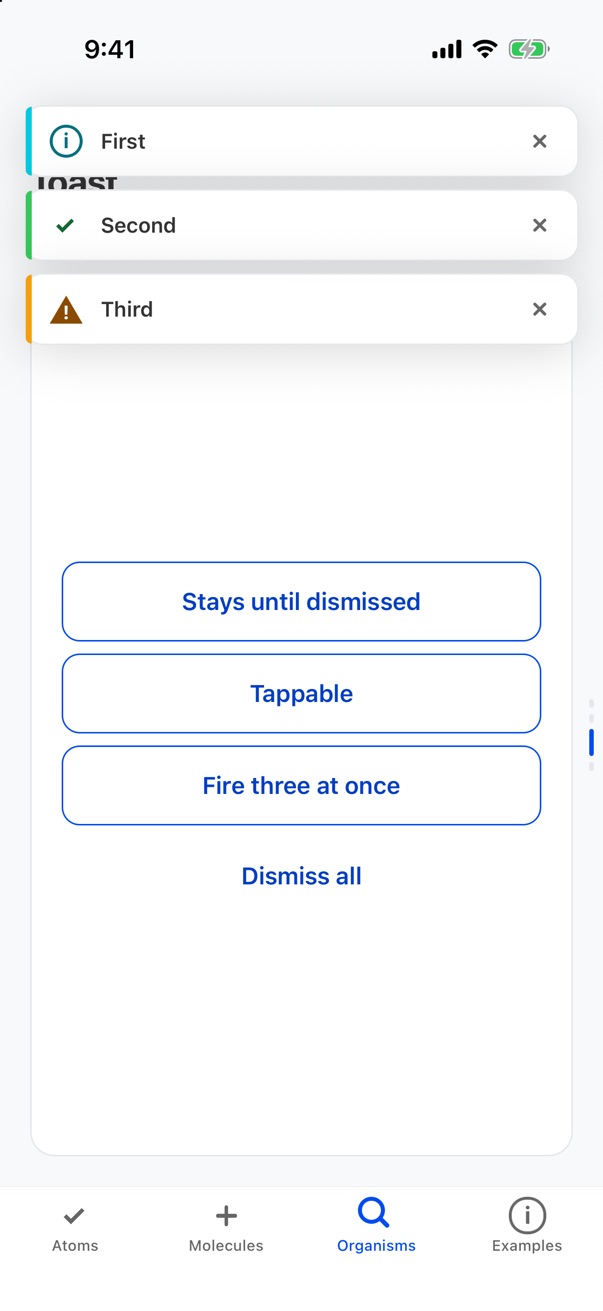 9:41
First
Toast
Second
Third
Stays until dismissed
Tappable
Fire three at once
Dismiss all
Atoms
Molecules
Organisms
Examples